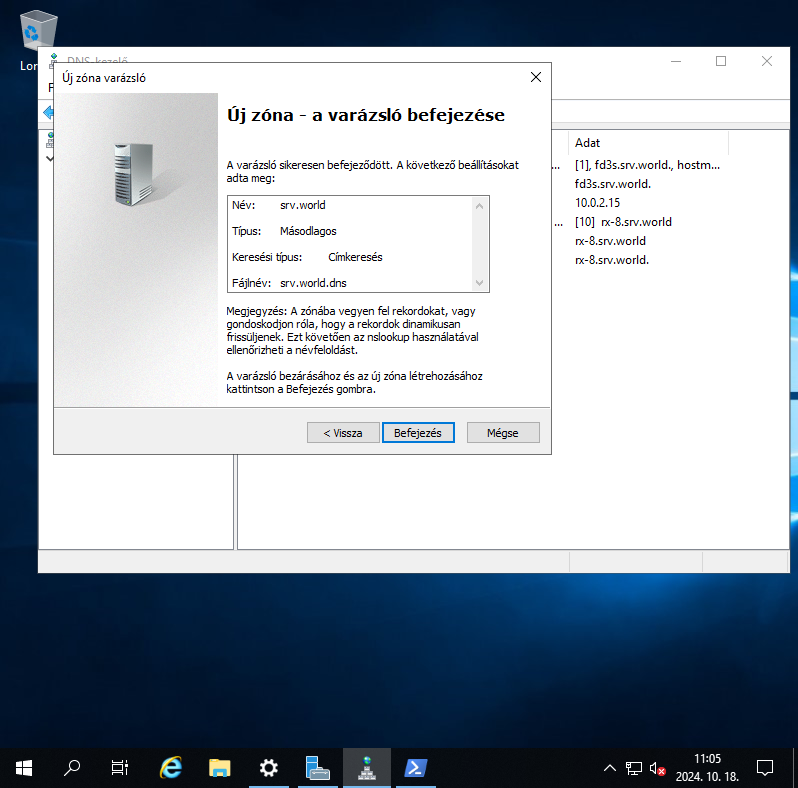 Lor
DNS-kezelő
F
Új zóna varázsló
Új zóna - a varázsló befejezése
A varázsló sikeresen befejeződött. A következő beállításokat
adta meg:
Név: srv.world
Típus: Másodlagos
Keresési típus: Címkeresés
Fájlnév: srv.world.dns
Megjegyzés: A zónába vegyen fel rekordokat, vagy
gondoskodjon róla, hogy a rekordok dinamikusan
frissüljenek. Ezt követően az nslookup használatával
ellenőrizheti a névfeloldást.
A varázsló bezárásához és az új zóna létrehozásához
kattintson a Befejezés gombra.
< Vissza
Befejezés
Mégse
Adat
... [1], fd3s.srv.world., hostm...
fd3s.srv.world.
10.0.2.15
... [10] rx-8.srv.world
rx-8.srv.world
rx-8.srv.world.
11:05
2024. 10. 18.